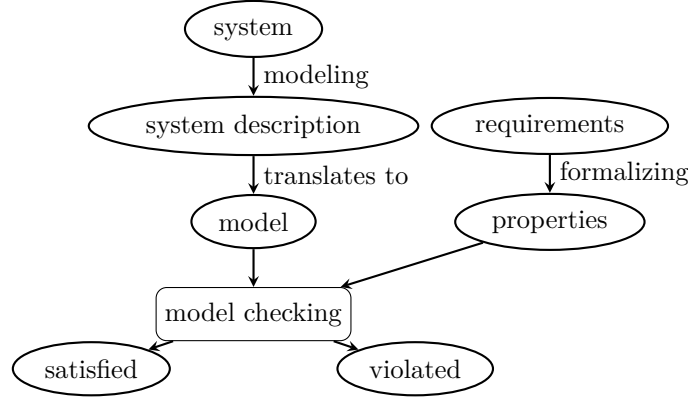 system
modeling
system description
requirements
translates to
formalizing
model
properties
model checking
satisfied
violated